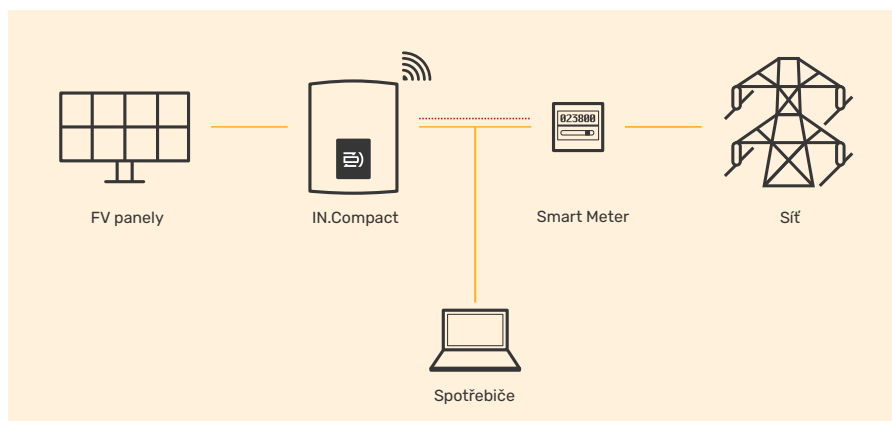 023800
FV panely
IN.Compact
Smart Meter
Síť
Spotřebiče